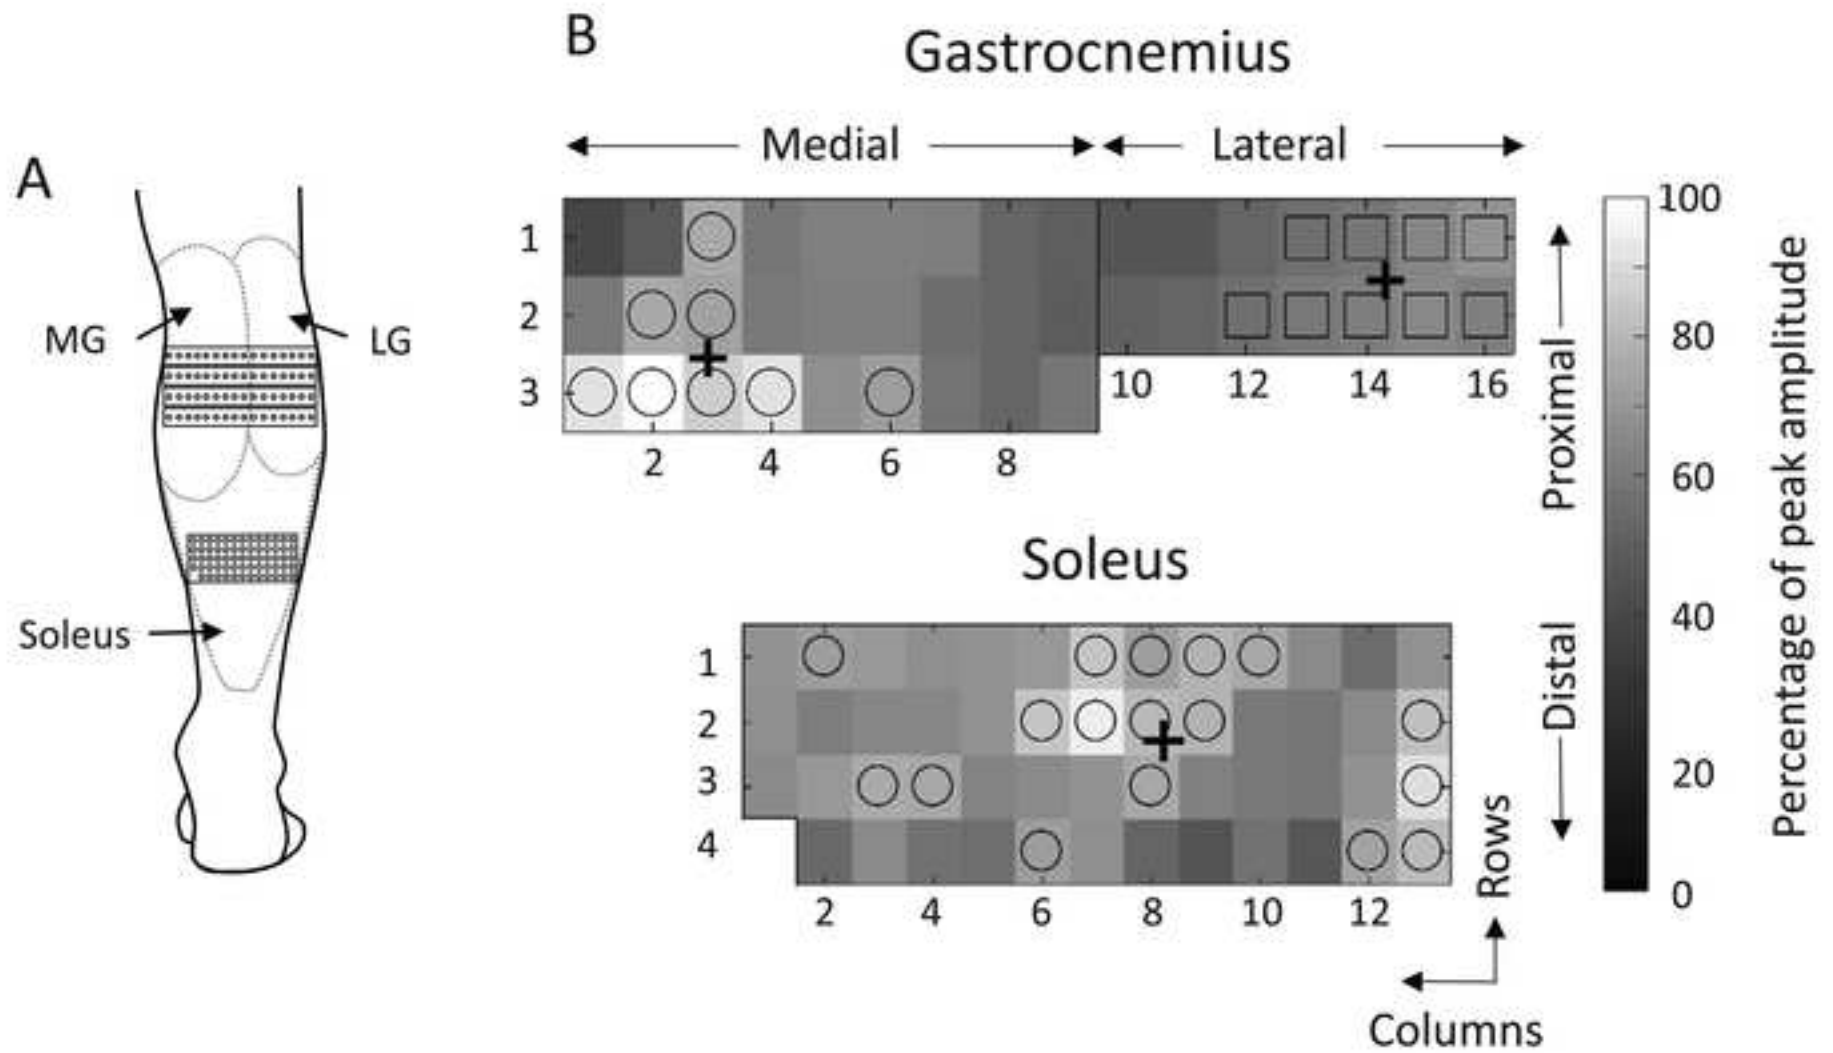 A
MG
LG
Soleus
B
Gastrocnemius
Medial
Lateral
1
2
3
2
4
6
8
10
12
14
16
Proximal
Distal
Soleus
1
2
3
4
2
4
6
8
10
12
Rows
Columns
100
80
60
40
20
0
Percentage of peak amplitude